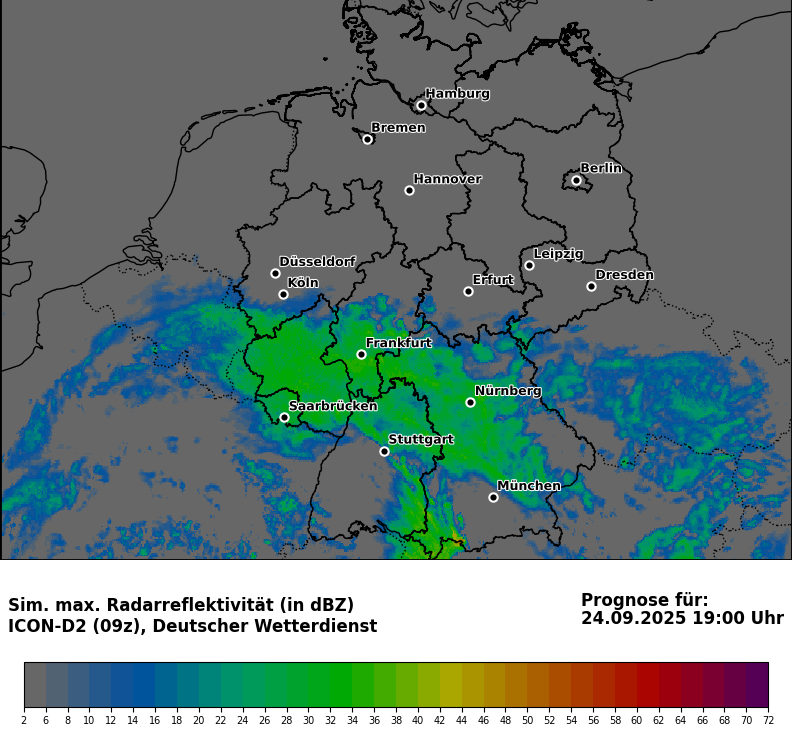 Hamburg
Bremen
Berlin
Hannover
Leipzig
Düsseldorf
Dresden
Köln
Erfurt
Frankfurt
Nürnberg
Saarbrücken
Stuttgart
München
Sim. max. Radarreflektivität (in dBZ)
ICON-D2 (09z), Deutscher Wetterdienst
Prognose für:
24.09.2025 19:00 Uhr
2 6 8 10 12 14 16 18 20 22 24 26 28 30 32 34 36 38 40 42 44 46 48 50 52 54 56 58 60 62 64 66 68 70 72